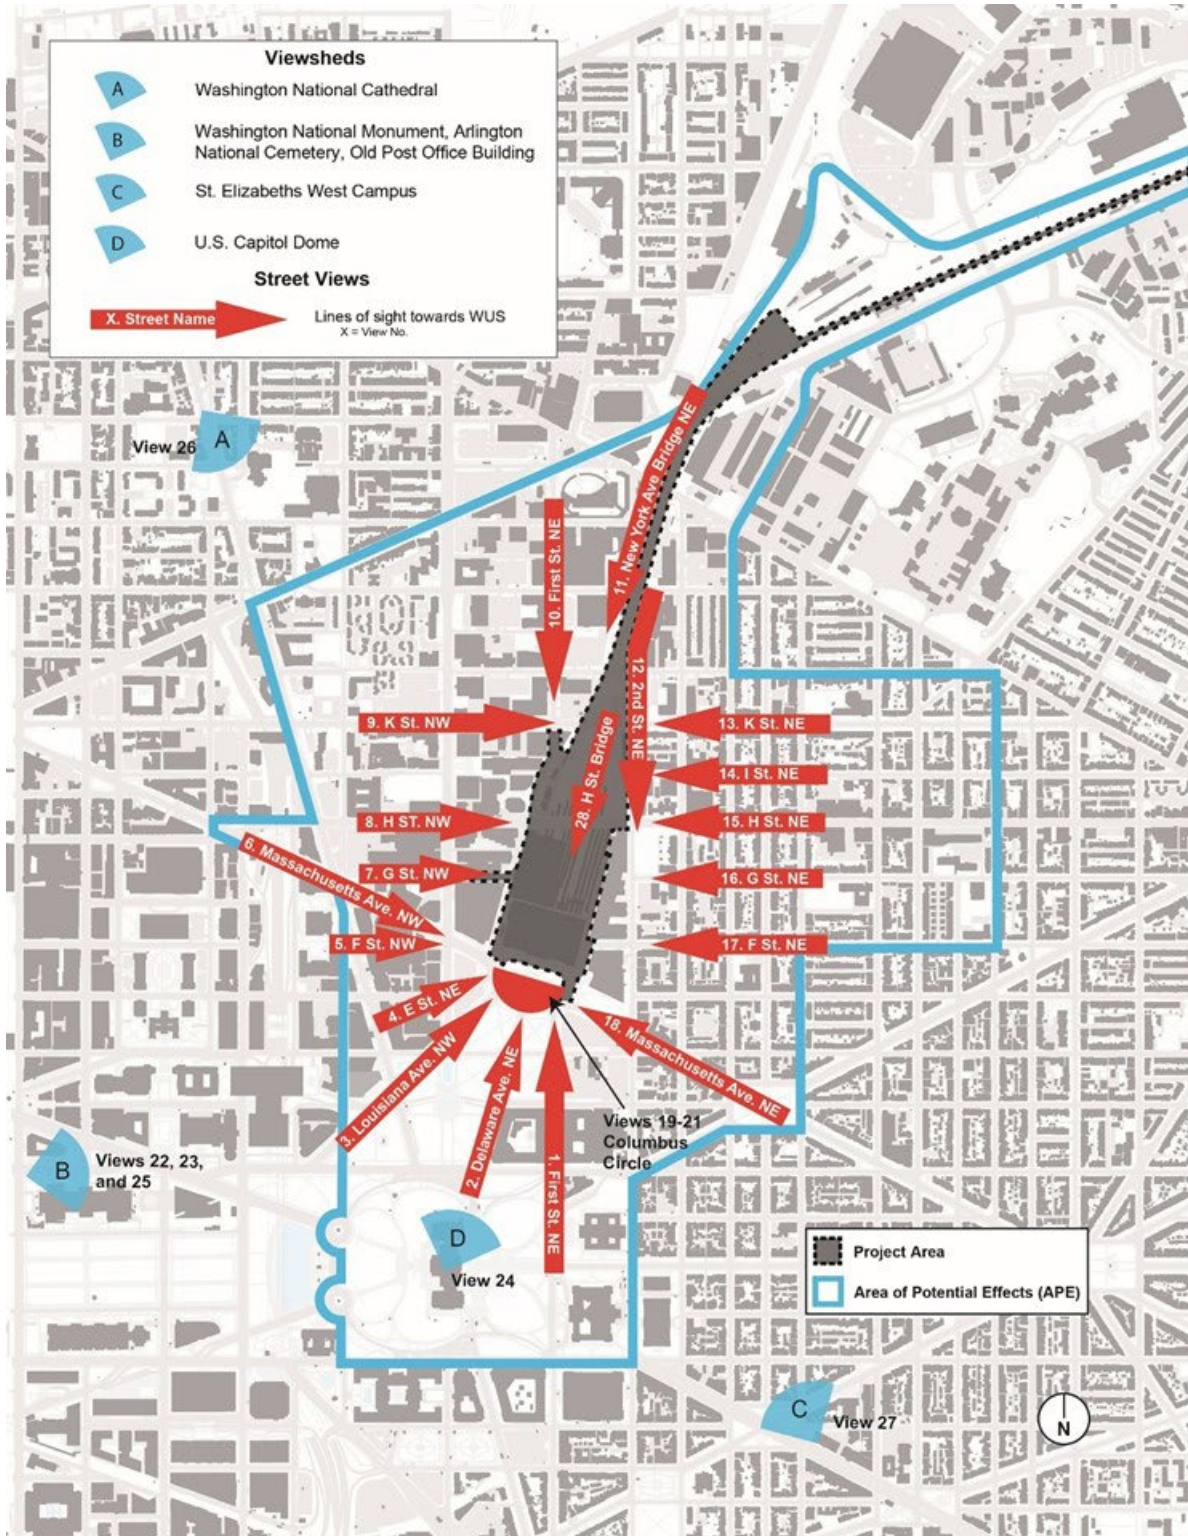 Viewsheds
A
Washington National Cathedral
B
Washington National Monument, Arlington
National Cemetery, Old Post Office Building
C
St. Elizabeths West Campus
D
U.S. Capitol Dome
Street Views
X. Street Name
Lines of sight towards WUS
X = View No.
View 26
A
11. New York Ave Bridge NE
10. First St. NE
12. 2nd St. NE
9. K St. NW
13. K St. NE
28. H St. Bridge
14. I St. NE
8. H ST. NW
15. H St. NE
6. Massachusetts Ave. NW
7. G St. NW
16. G St. NE
5. F St. NW
17. F St. NE
4. E St. NE
3. Louisiana Ave. NW
2. Delaware Ave. NE
1. First St. NE
18. Massachusetts Ave. NE
Views 19-21
Columbus
Circle
B
Views 22, 23,
and 25
D
View 24
Project Area
Area of Potential Effects (APE)
C
View 27
N